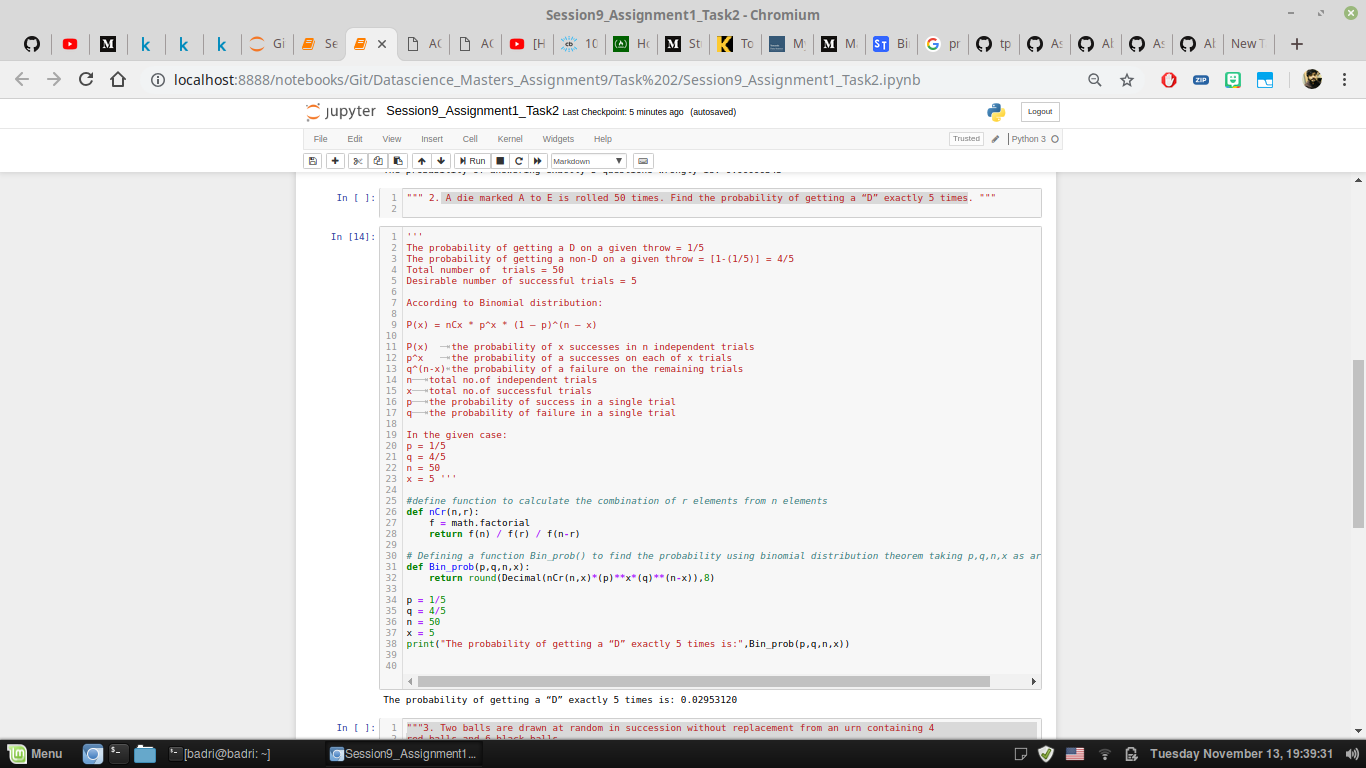 Session9_Assignment1_Task2 - Chromium
Gi
Se
AC
AC
[H
10
Ho
St
To
My
Ma
Bi
pr
tp
As
Al
As
Al
New T
localhost:8888/notebooks/Git/Datascience_Masters_Assignment9/Task%202/Session9_Assignment1_Task2.ipynb
ZIP
jupyter Session9_Assignment1_Task2 Last Checkpoint: 5 minutes ago (autosaved)
Logout
File Edit View Insert Cell Kernel Widgets Help
Trusted Python 3
Run Markdown
In [ ]:
1 """ 2. A die marked A to E is rolled 50 times. Find the probability of getting a “D” exactly 5 times. """
2
In [14]:
1 '''
2 The probability of getting a D on a given throw = 1/5
3 The probability of getting a non-D on a given throw = [1-(1/5)] = 4/5
4 Total number of  trials = 50
5 Desirable number of successful trials = 5
6
7 According to Binomial distribution:
8
9 P(x) = nCx * p^x * (1 – p)^(n – x)
10
11 P(x) →the probability of x successes in n independent trials
12 p^x →the probability of a successes on each of x trials
13 q^(n-x)→the probability of a failure on the remaining trials
14 n→total no.of independent trials
15 x→total no.of successful trials
16 p→the probability of success in a single trial
17 q→the probability of failure in a single trial
18
19 In the given case:
20 p = 1/5
21 q = 4/5
22 n = 50
23 x = 5 '''
24
25 #define function to calculate the combination of r elements from n elements
26 def nCr(n,r):
27     f = math.factorial
28     return f(n) / f(r) / f(n-r)
29
30 # Defining a function Bin_prob() to find the probability using binomial distribution theorem taking p,q,n,x as ar
31 def Bin_prob(p,q,n,x):
32     return round(Decimal(nCr(n,x)*(p)**x*(q)**(n-x)),8)
33
34 p = 1/5
35 q = 4/5
36 n = 50
37 x = 5
38 print("The probability of getting a “D” exactly 5 times is:",Bin_prob(p,q,n,x))
39
40
The probability of getting a “D” exactly 5 times is: 0.02953120
In [ ]:
1 """3. Two balls are drawn at random in succession without replacement from an urn containing 4
2 red balls and 6 black balls
Menu
[badri@badri: ~]
Session9_Assignment1...
Tuesday November 13, 19:39:31